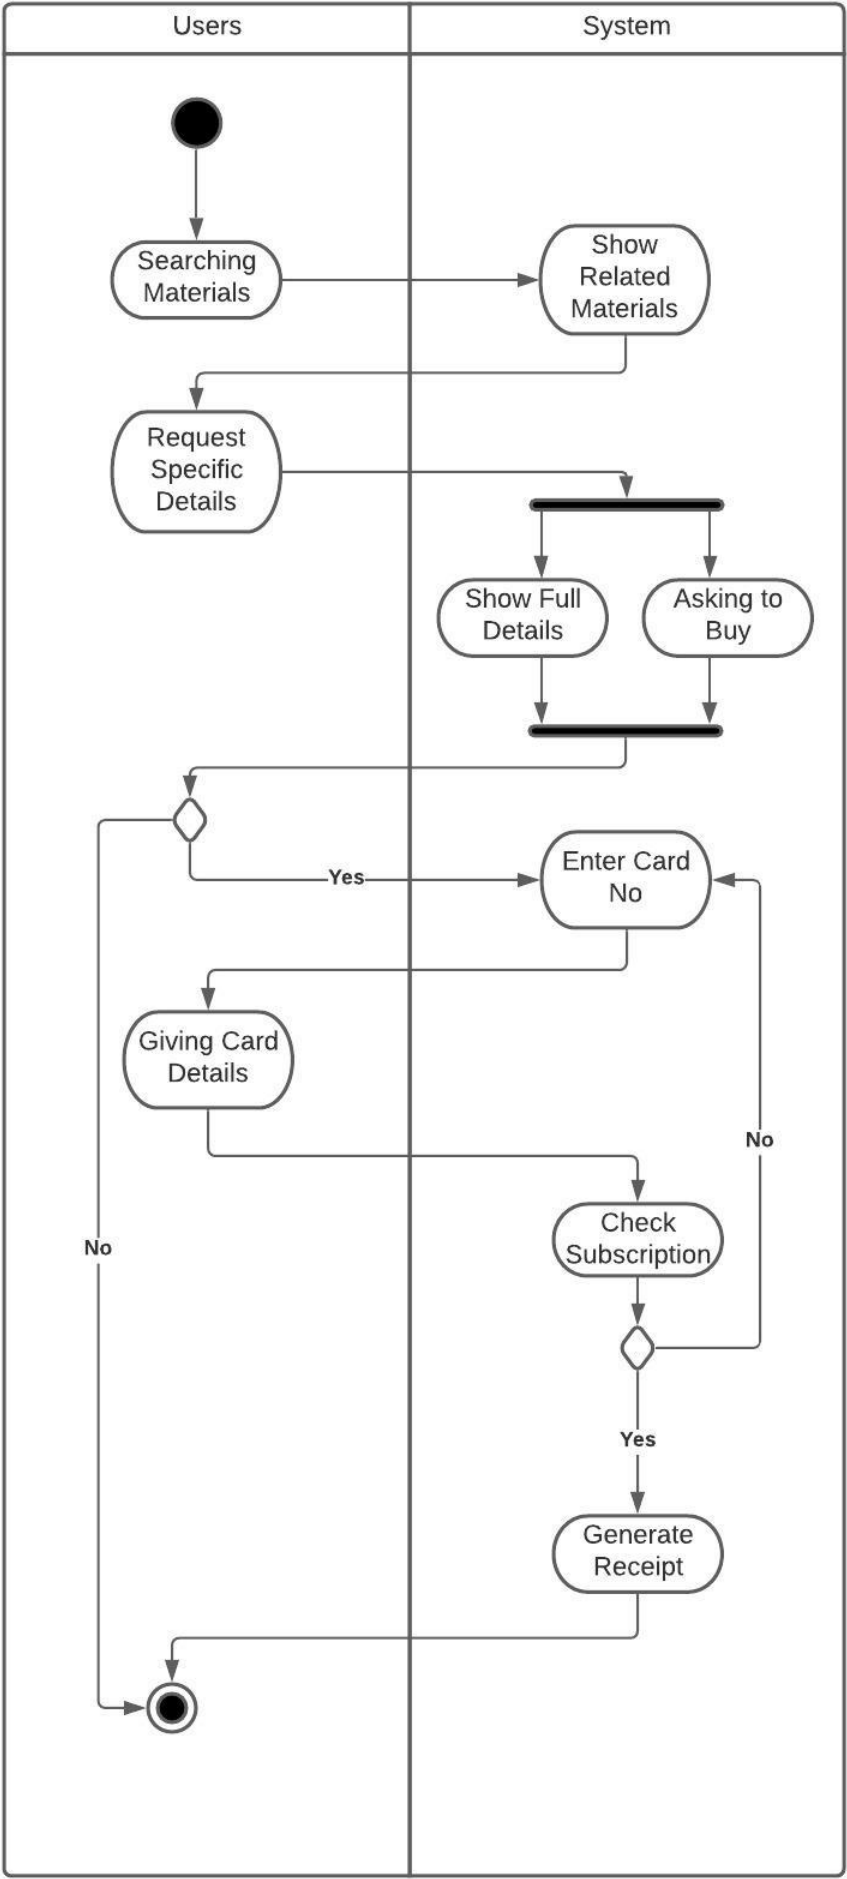 Users
System
Searching
Materials
Show
Related
Materials
Request
Specific
Details
Show Full
Details
Asking to
Buy
Yes
Enter Card
No
Giving Card
Details
No
Check
Subscription
No
Yes
Generate
Receipt